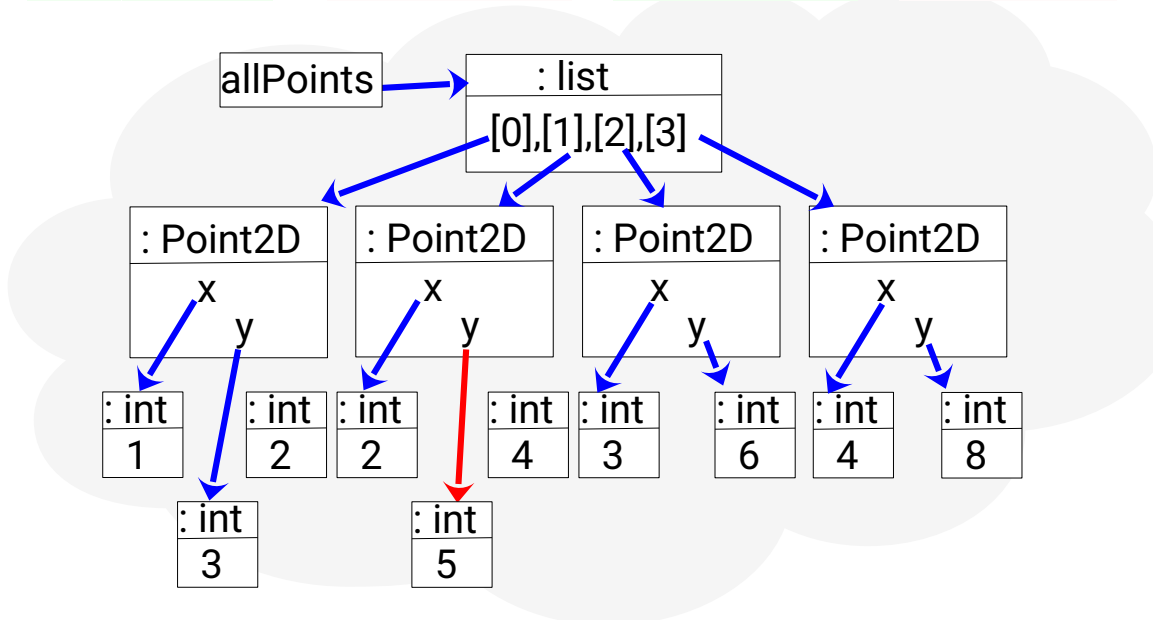 allPoints
: list
[0],[1],[2],[3]
: Point2D
x
y
: Point2D
x
y
: Point2D
x
y
: Point2D
x
y
: int
1
: int
2
: int
2
: int
4
: int
3
: int
6
: int
4
: int
8
: int
3
: int
5